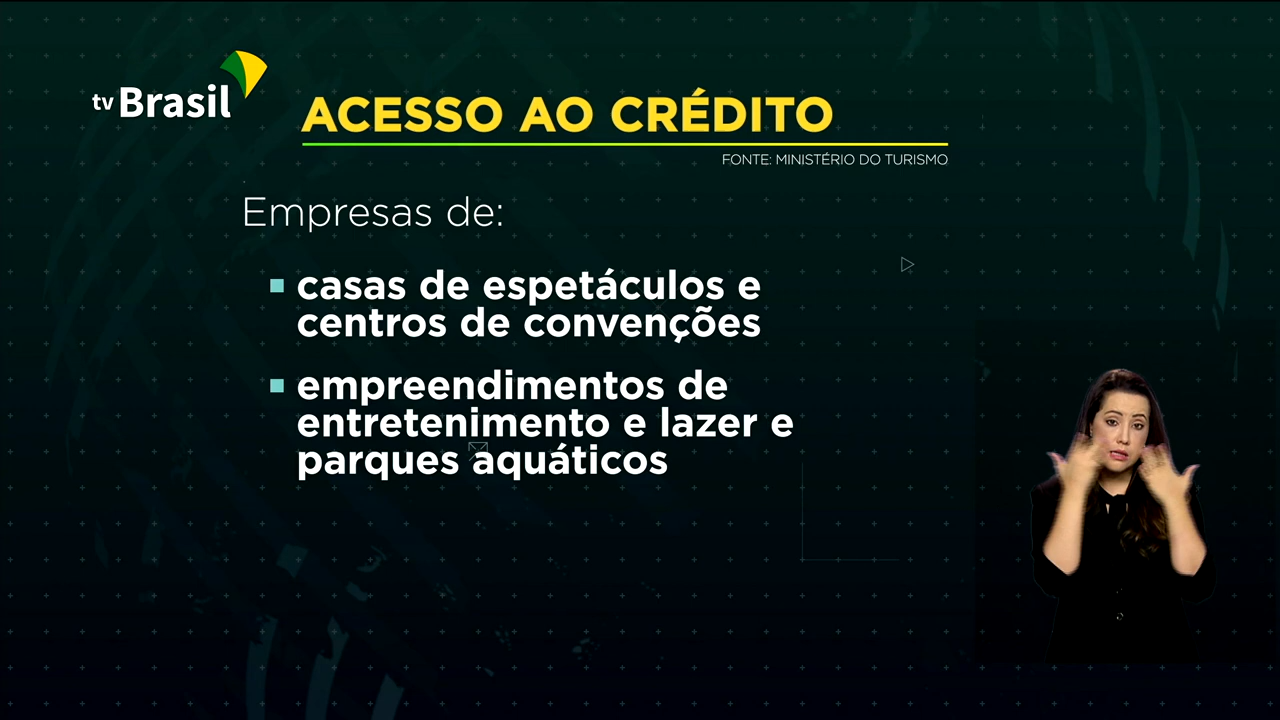 tv Brasil
ACESSO AO CRÉDITO
FONTE: MINISTÉRIO DO TURISMO
Empresas de:
casas de espetáculos e
centros de convenções
empreendimentos de
entretenimento e lazer e
parques aquáticos